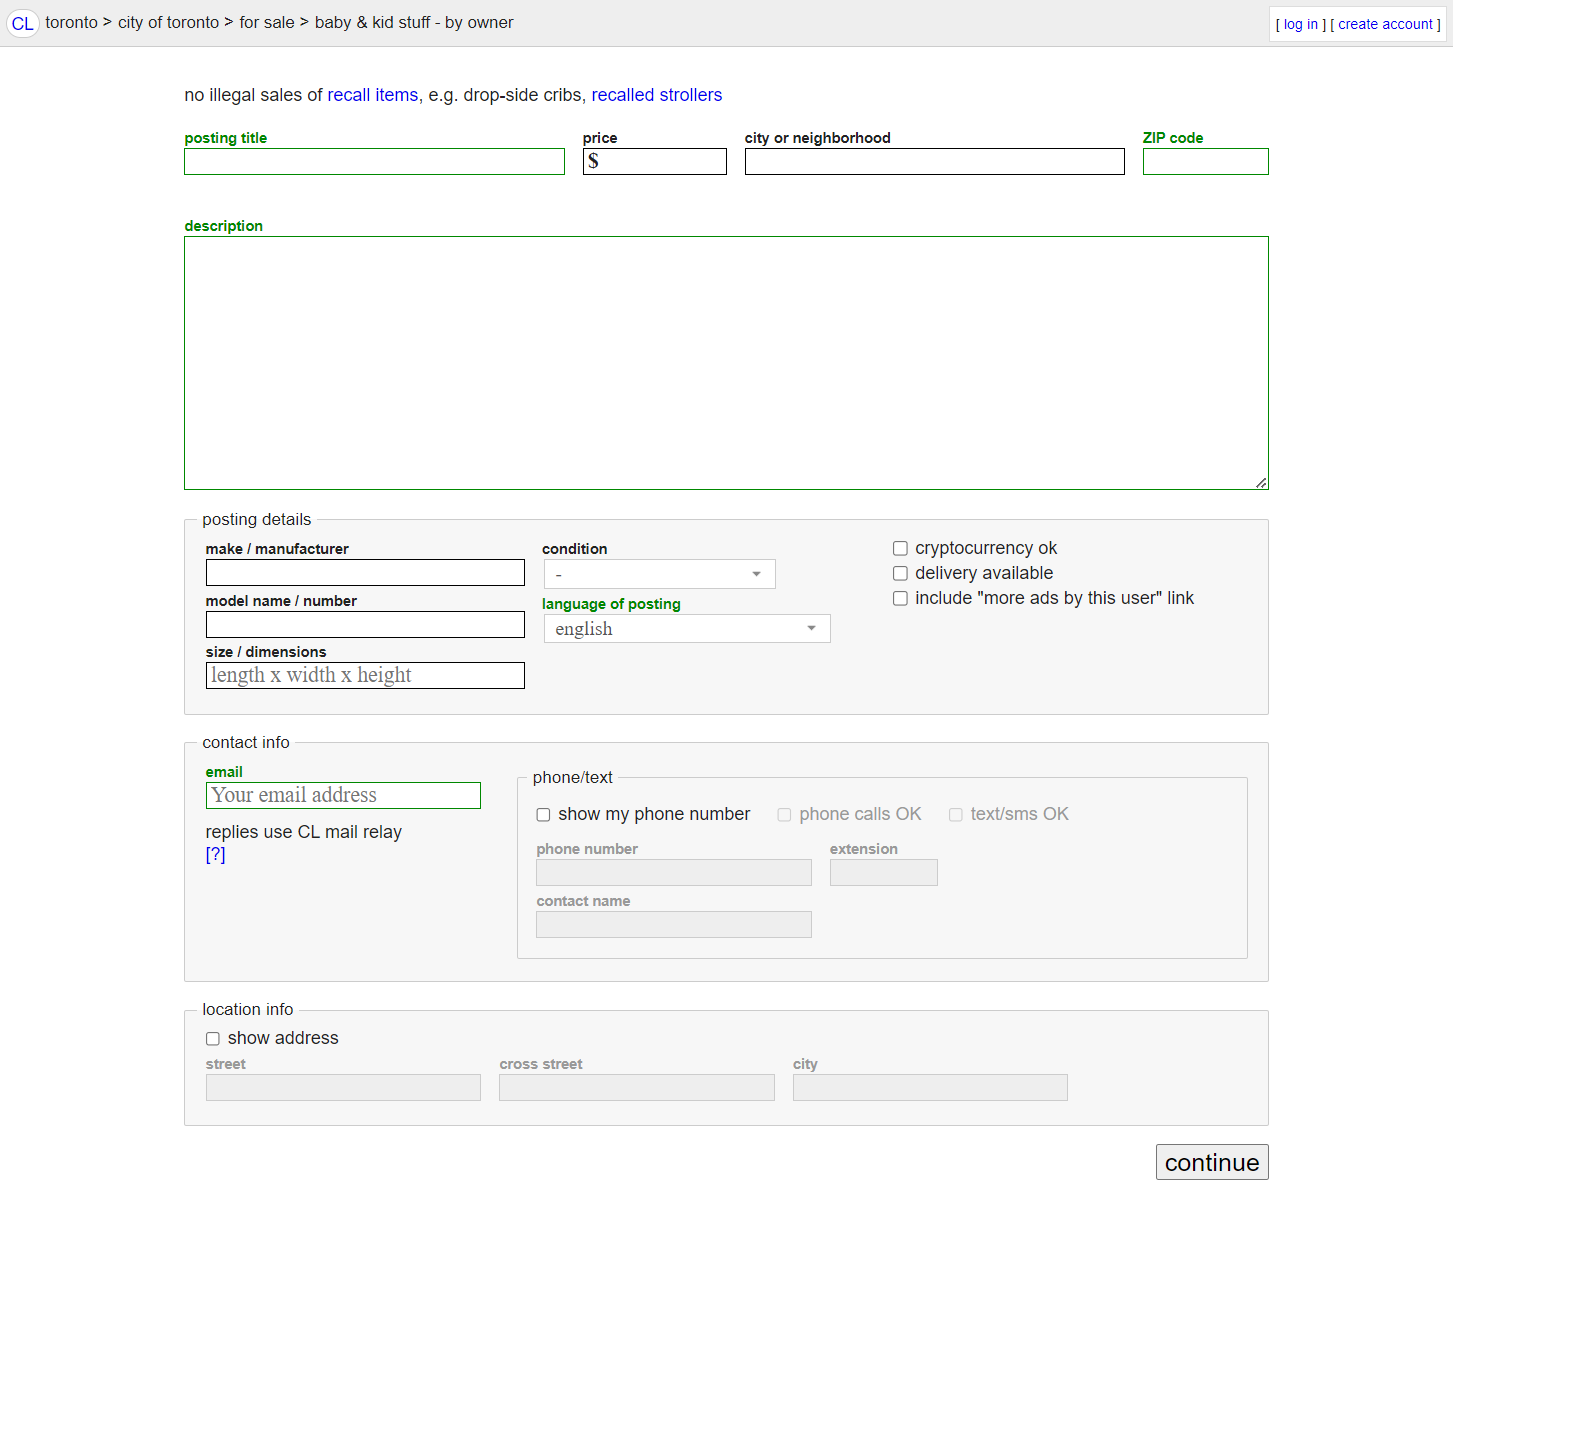 CL toronto > city of toronto > for sale > baby & kid stuff - by owner [ log in ] [ create account ]
no illegal sales of recall items, e.g. drop-side cribs, recalled strollers
posting title price city or neighborhood ZIP code
$
description
posting details
make / manufacturer condition cryptocurrency ok
- delivery available
model name / number language of posting include "more ads by this user" link
english
size / dimensions
length x width x height
contact info
email phone/text
Your email address
show my phone number phone calls OK text/sms OK
replies use CL mail relay
[?]
phone number extension
contact name
location info
show address
street cross street city
continue